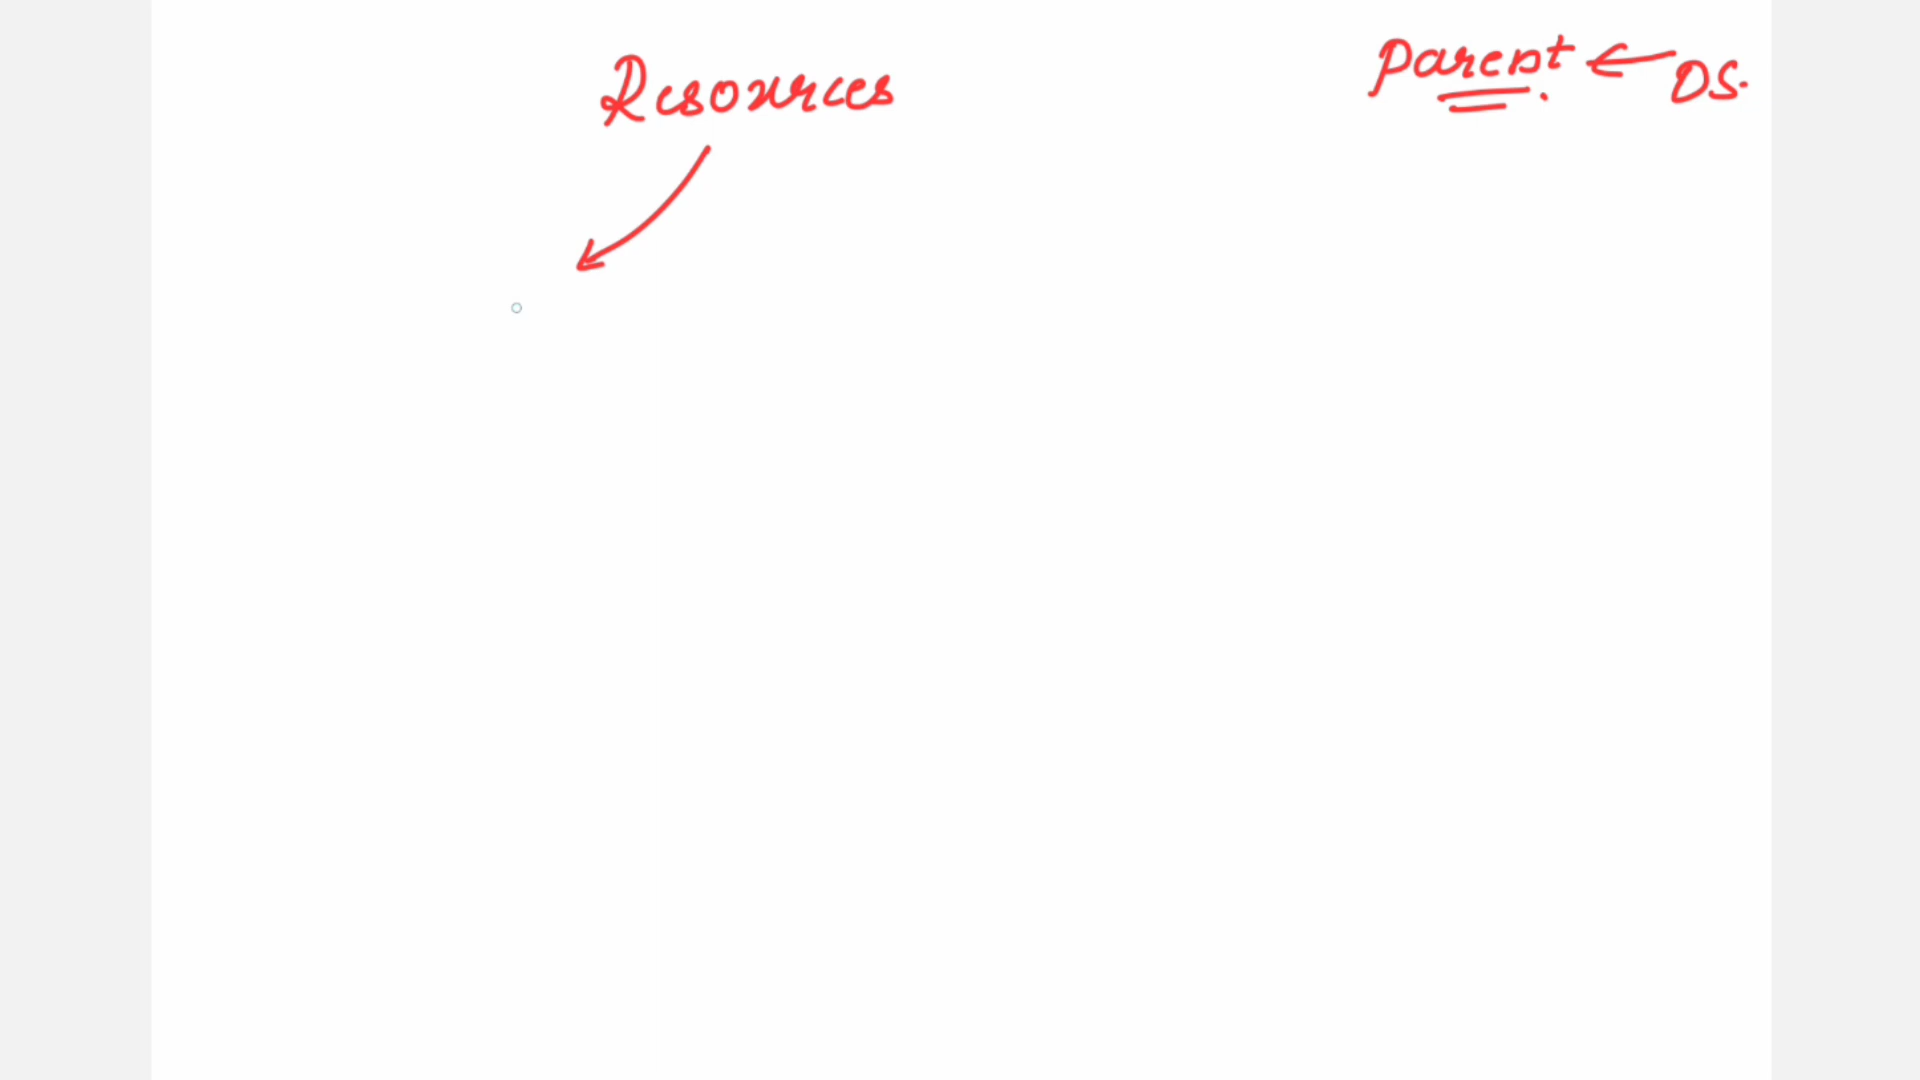 Resources
Parent ← OS.